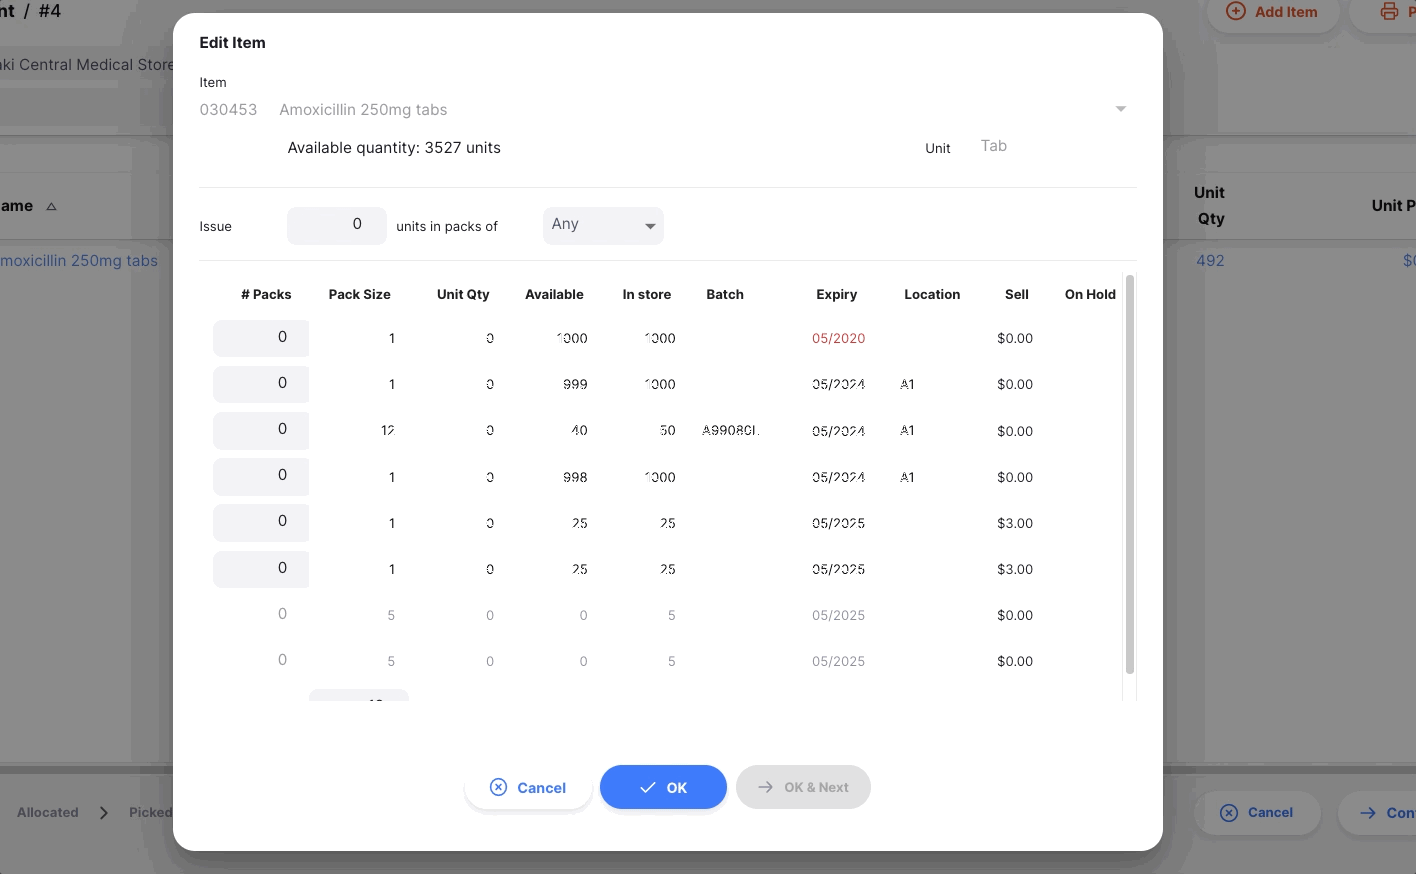 nt / #4
Add Item
P
aki Central Medical Store
Edit Item
Item
030453 Amoxicillin 250mg tabs
Available quantity: 3527 units
Unit Tab
Issue 0 units in packs of Any
ame
Unit
Qty
Unit P
moxicillin 250mg tabs
492
$0
# Packs Pack Size Unit Qty Available In store Batch Expiry Location Sell On Hold
0 1 0 1000 1000 05/2020 $0.00
0 1 0 999 1000 05/2024 A1 $0.00
0 12 0 40 50 05/2024 A1 $0.00
0 1 0 998 1000 05/2024 A1 $0.00
0 1 0 25 25 05/2025 $3.00
0 1 0 25 25 05/2025 $3.00
0 5 0 0 5 05/2025 $0.00
0 5 0 0 5 05/2025 $0.00
Cancel OK OK & Next
Allocated Picked
Cancel
Con